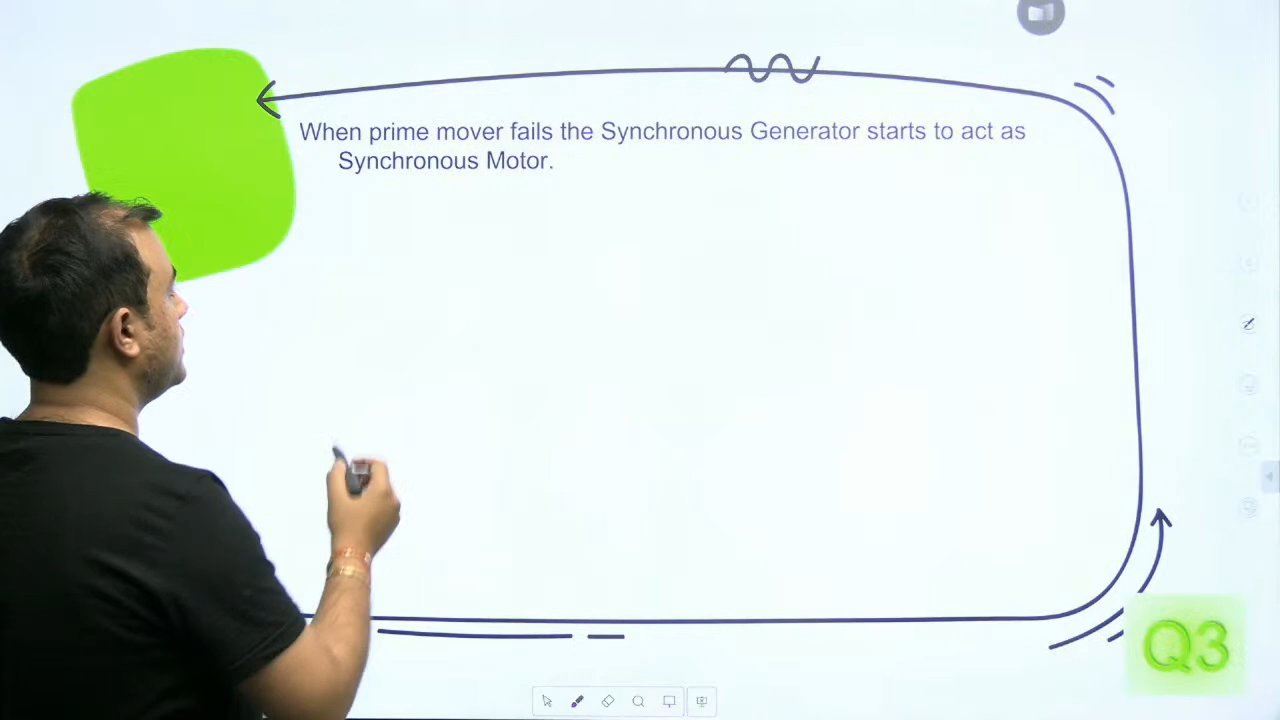 When prime mover fails the Synchronous Generator starts to act as
Synchronous Motor.
Q3